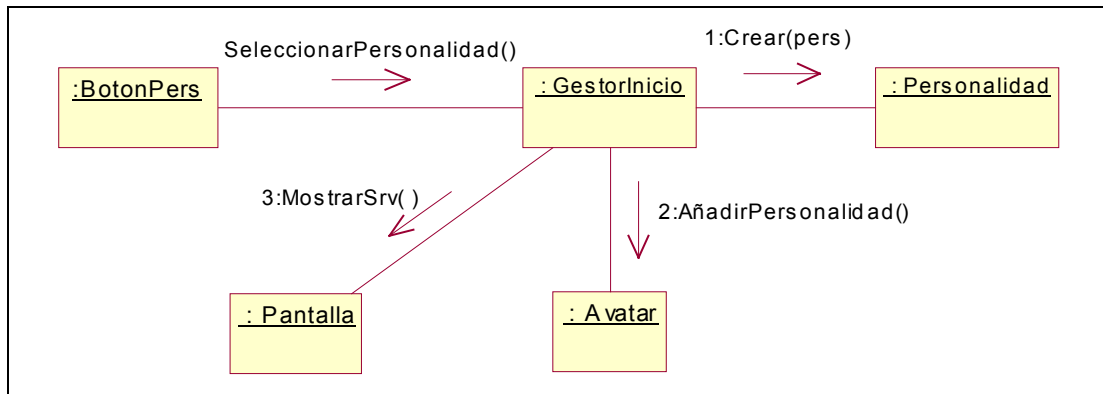 SeleccionarPersonalidad()
1:Crear(pers)
:BotonPers
: GestorInicio
: Personalidad
3:MostrarSrv( )
2:AñadirPersonalidad()
: Pantalla
: Avatar